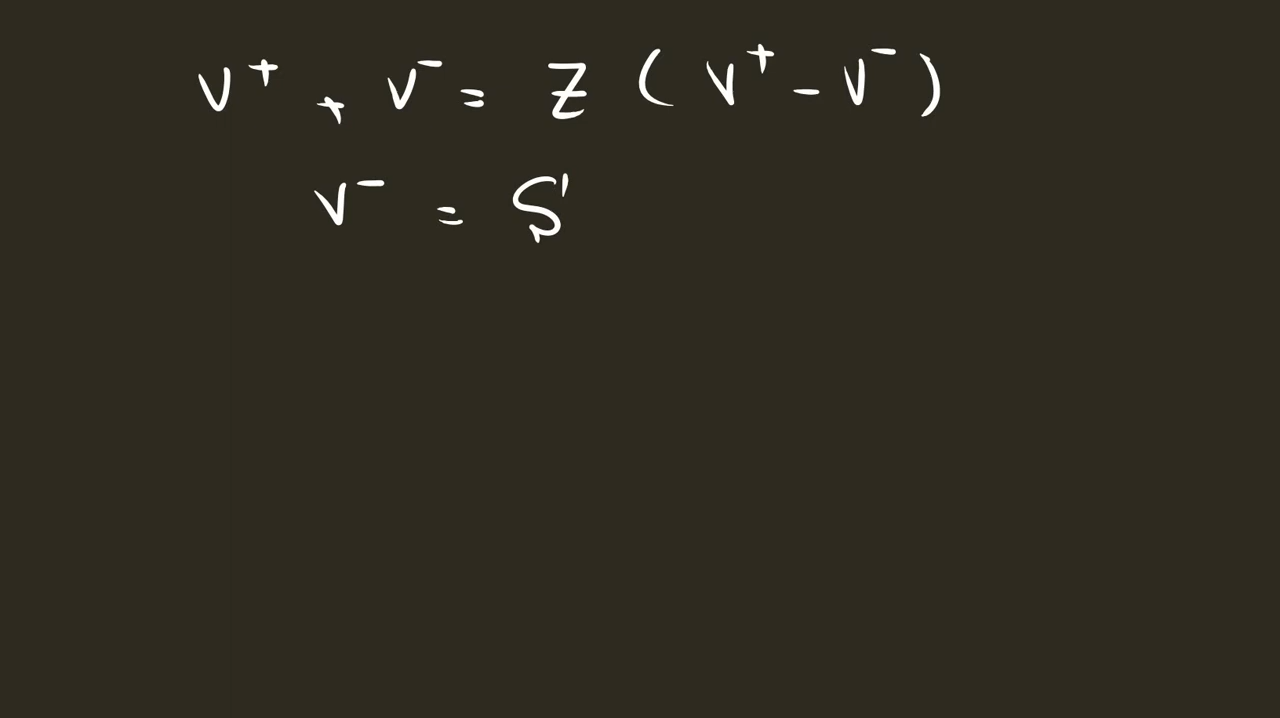 V⁺ + V⁻ = Z ( V⁺ - V⁻ )
V⁻ = S'